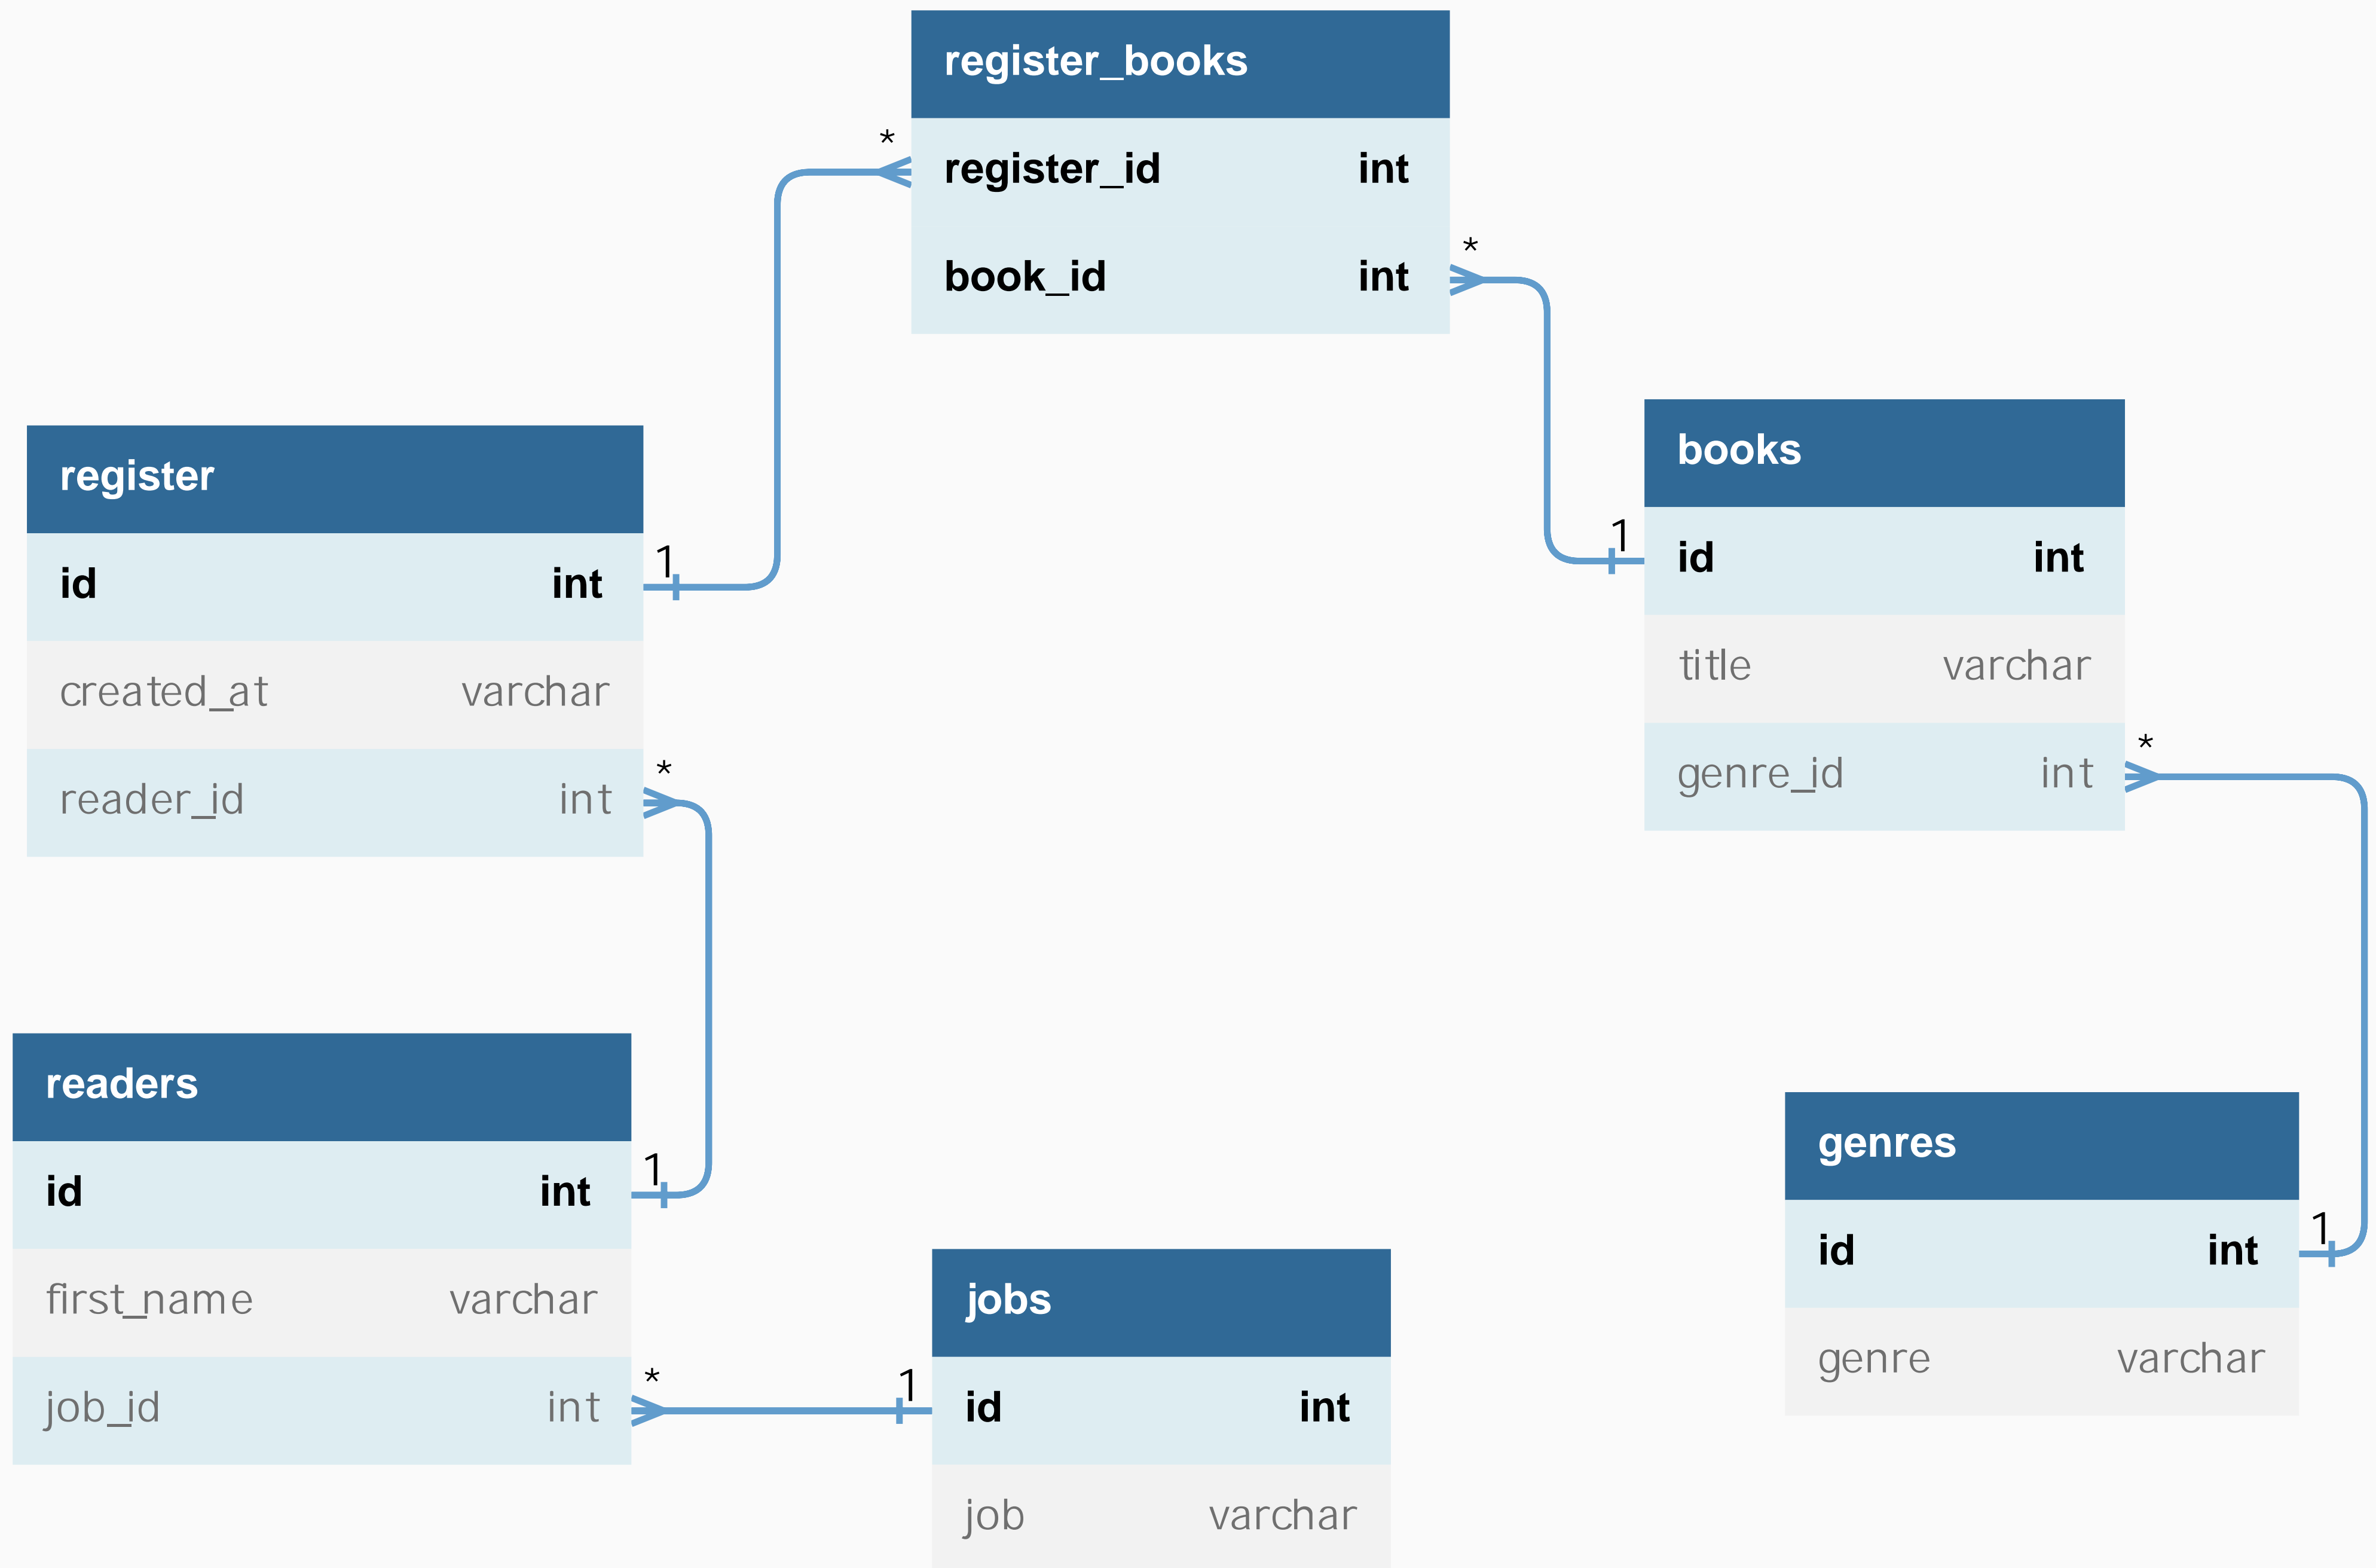 register_books
register_id int
book_id int
*
*
register
id int
created_at varchar
reader_id int
1
*
books
id int
title varchar
genre_id int
1
*
readers
id int
first_name varchar
job_id int
1
*
jobs
id int
job varchar
1
genres
id int
genre varchar
1